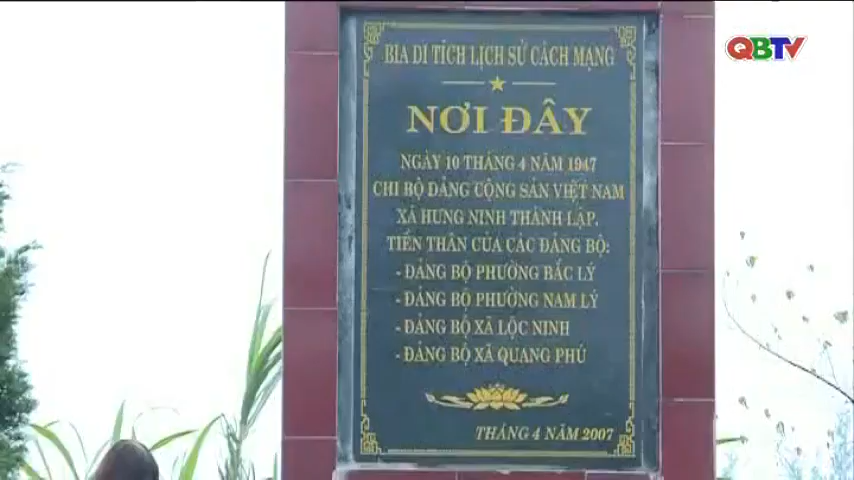 QBTV
BIA DI TÍCH LỊCH SỬ CÁCH MẠNG
NƠI ĐÂY
NGÀY 10 THÁNG 4 NĂM 1947
CHI BỘ ĐẢNG CỘNG SẢN VIỆT NAM
XÃ HƯNG NINH THÀNH LẬP.
TIỀN THÂN CỦA CÁC ĐẢNG BỘ:
- ĐẢNG BỘ PHƯỜNG BẮC LÝ
- ĐẢNG BỘ PHƯỜNG NAM LÝ
- ĐẢNG BỘ XÃ LỘC NINH
- ĐẢNG BỘ XÃ QUANG PHÚ
THÁNG 4 NĂM 2007